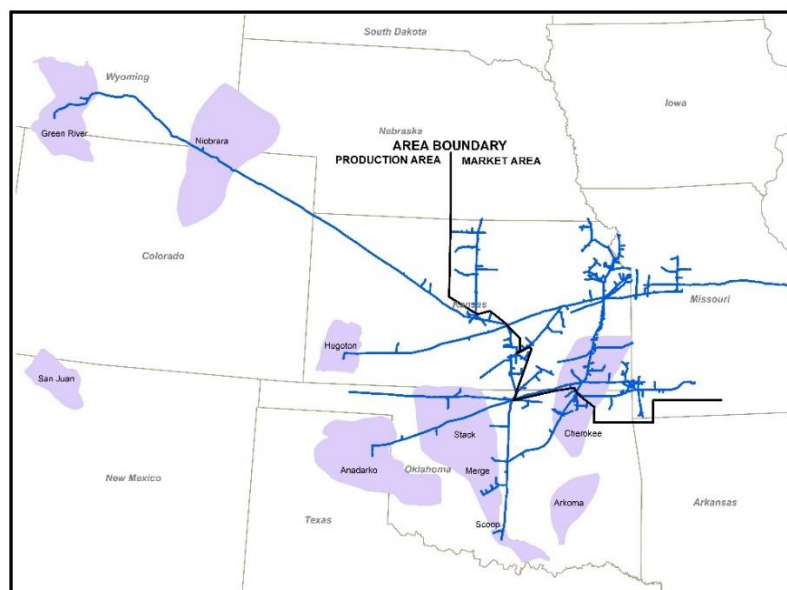 South Dakota
Wyoming
Iowa
Green River
Niobrara
Nebraska
AREA BOUNDARY
PRODUCTION AREA MARKET AREA
Colorado
Kansas
Missouri
Hugoton
San Juan
Stack
Cherokee
Anadarko
Oklahoma
Merge
New Mexico
Arkoma
Arkansas
Texas
Scoop